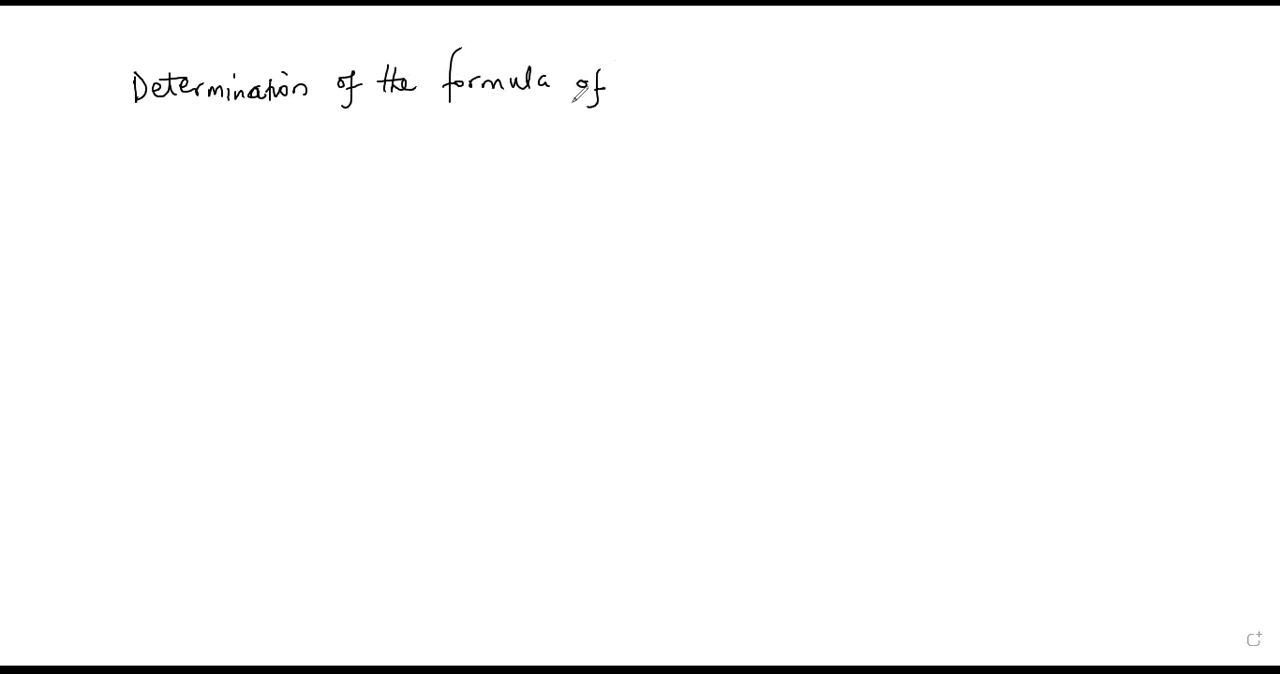 Determination of the formula of